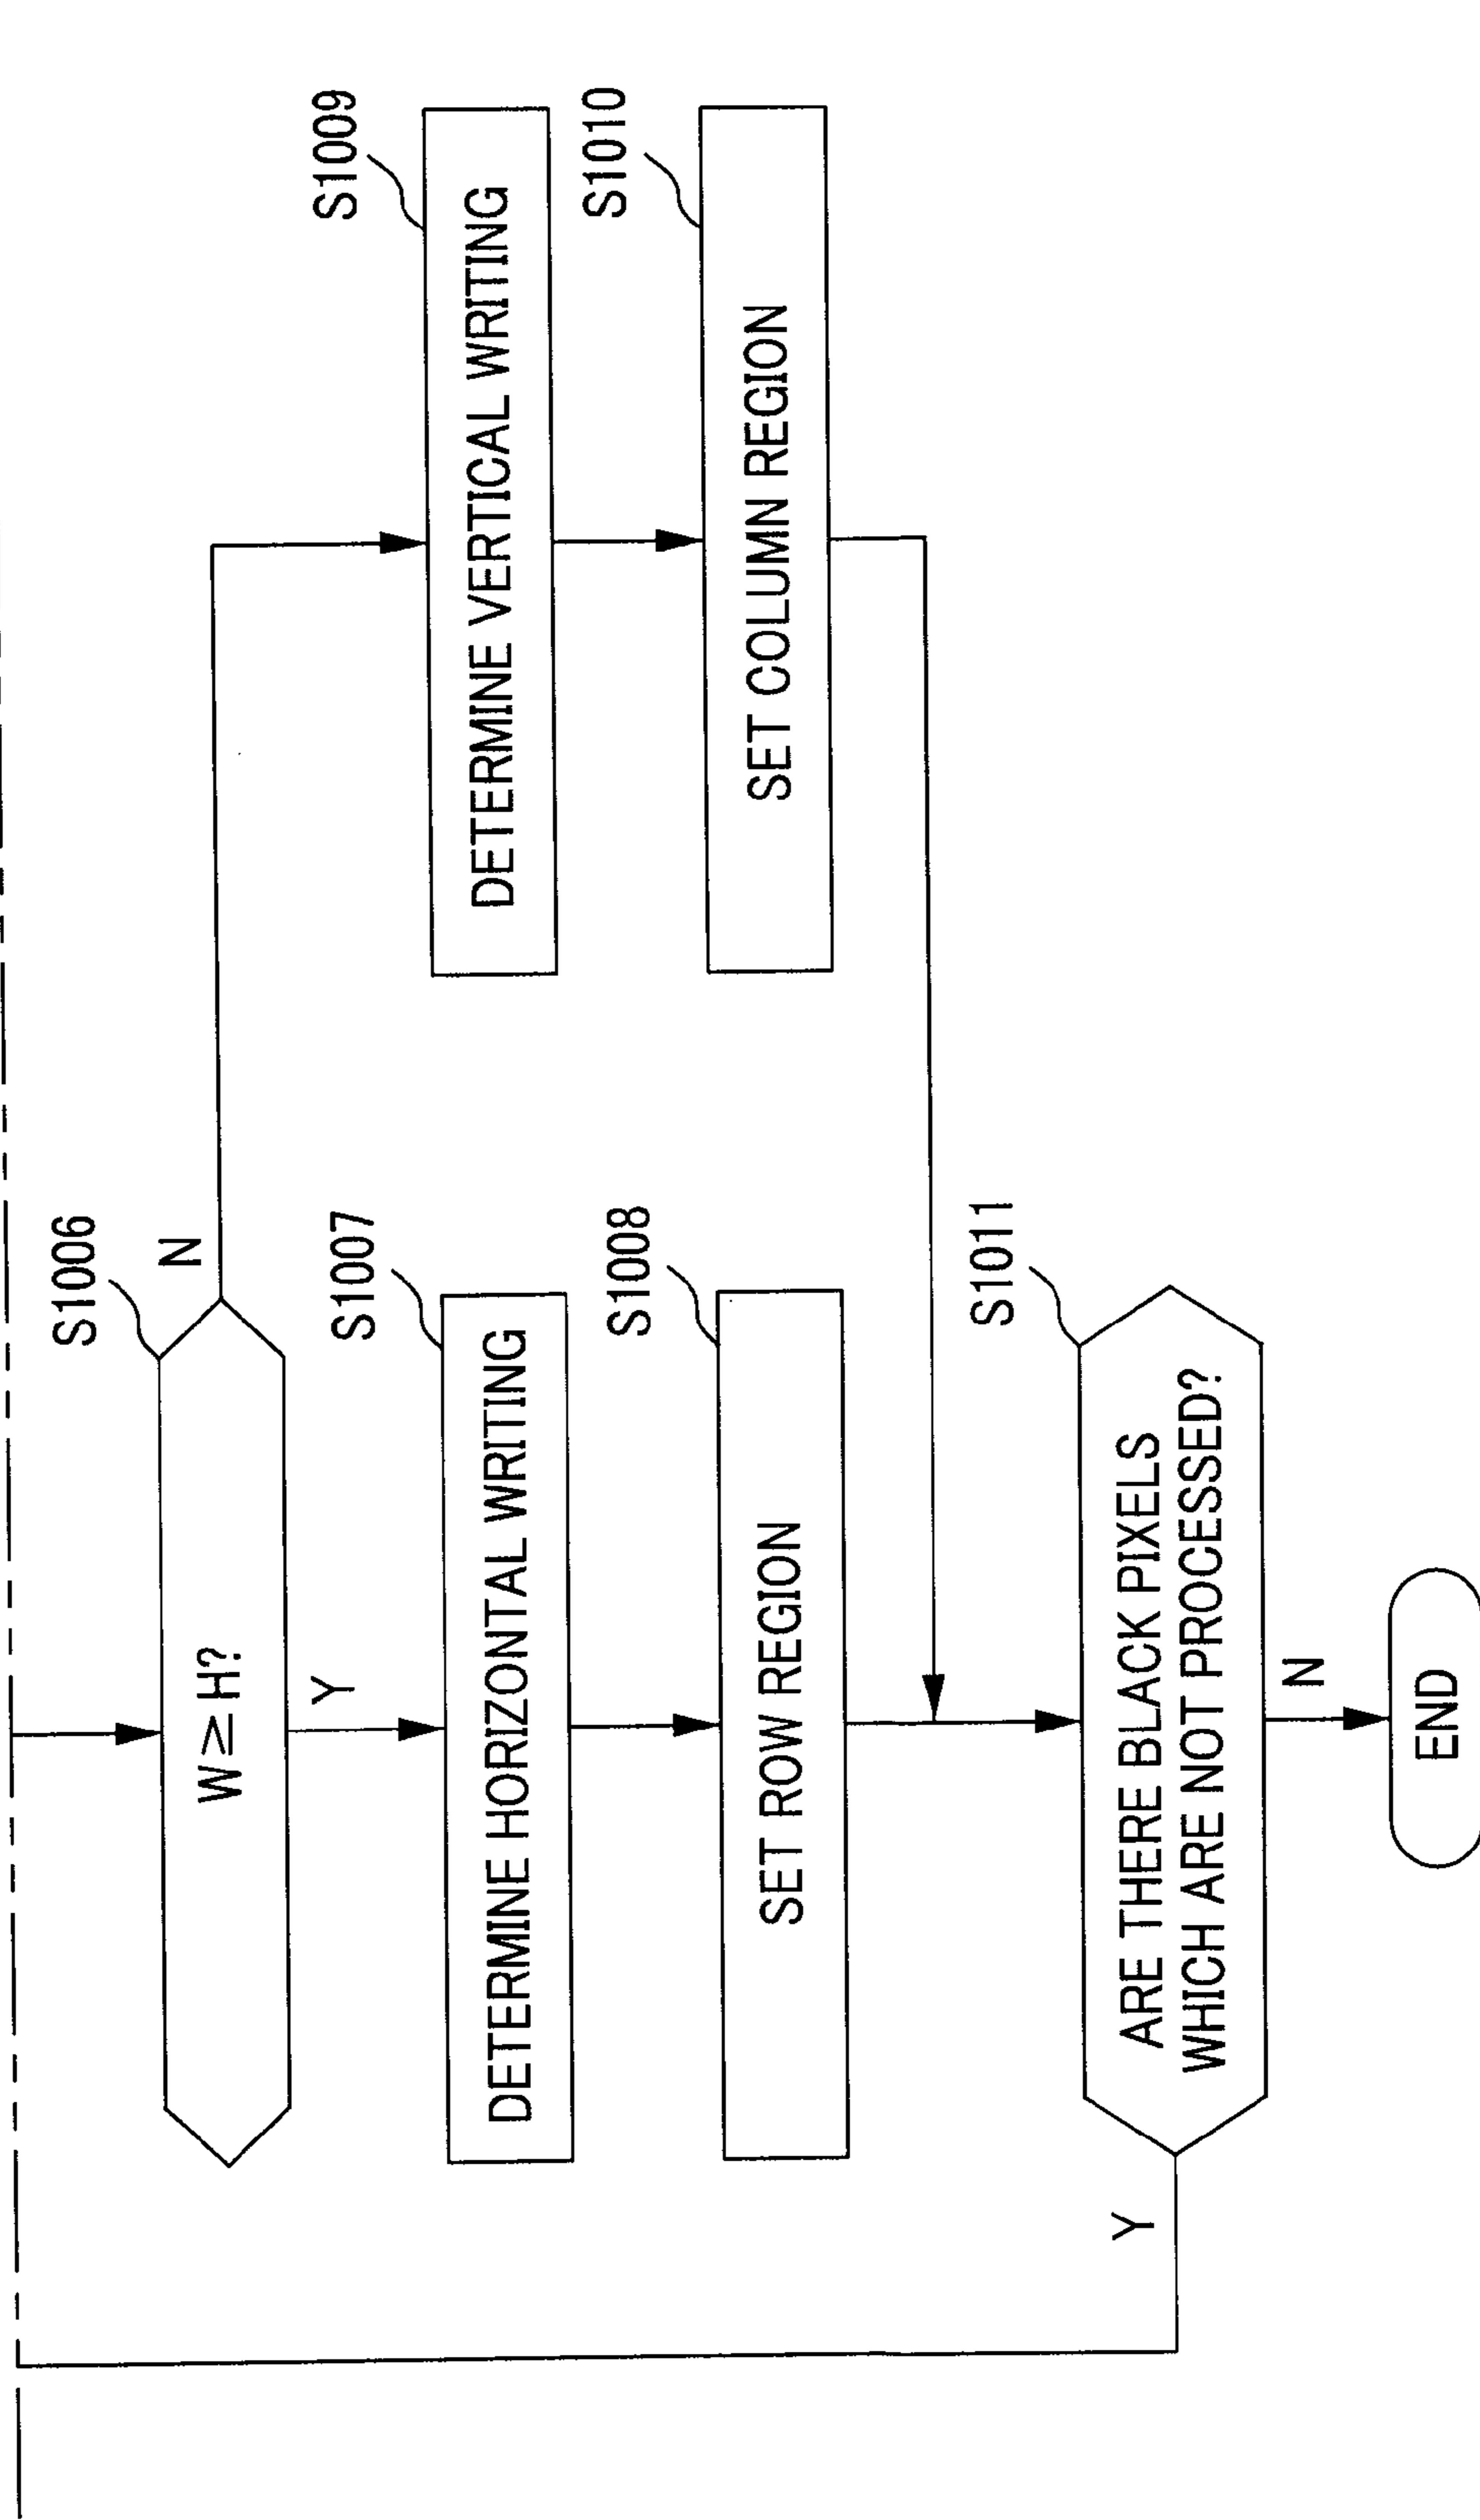 S1006
W≧H?
N
Y
S1007
DETERMINE HORIZONTAL WRITING
S1009
DETERMINE VERTICAL WRITING
S1008
SET ROW REGION
S1010
SET COLUMN REGION
S1011
ARE THERE BLACK PIXELS
WHICH ARE NOT PROCESSED?
Y
N
END